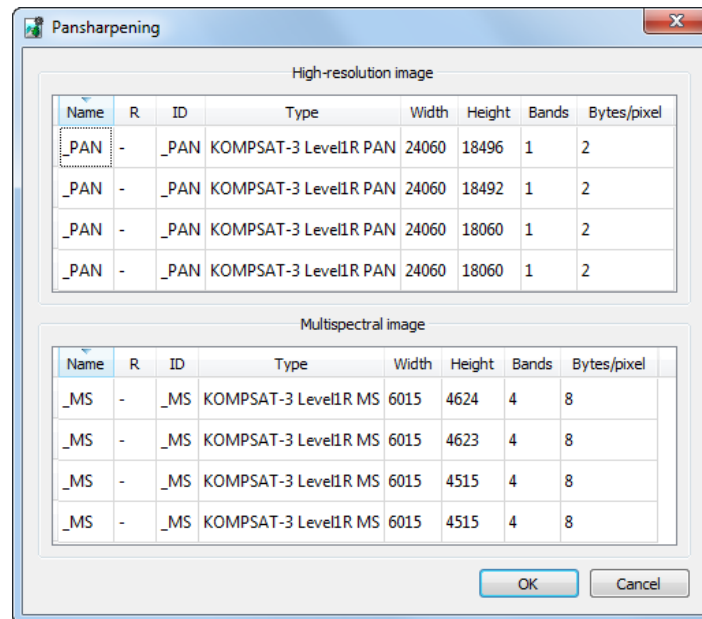 Pansharpening
High-resolution image
Name R ID Type Width Height Bands Bytes/pixel
_PAN - _PAN KOMPSAT-3 Level1R PAN 24060 18496 1 2
_PAN - _PAN KOMPSAT-3 Level1R PAN 24060 18492 1 2
_PAN - _PAN KOMPSAT-3 Level1R PAN 24060 18060 1 2
_PAN - _PAN KOMPSAT-3 Level1R PAN 24060 18060 1 2
Multispectral image
Name R ID Type Width Height Bands Bytes/pixel
_MS - _MS KOMPSAT-3 Level1R MS 6015 4624 4 8
_MS - _MS KOMPSAT-3 Level1R MS 6015 4623 4 8
_MS - _MS KOMPSAT-3 Level1R MS 6015 4515 4 8
_MS - _MS KOMPSAT-3 Level1R MS 6015 4515 4 8
OK Cancel